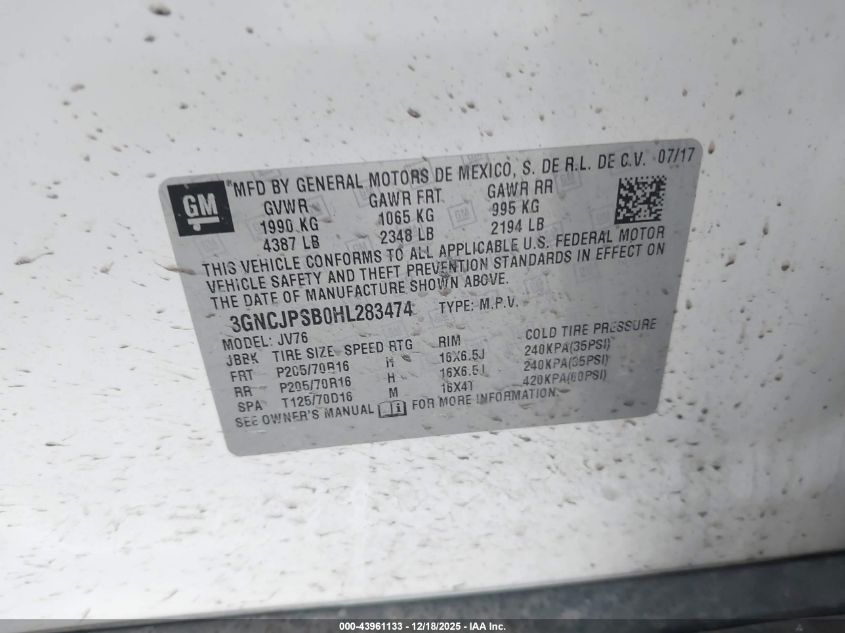 GM
MFD BY GENERAL MOTORS DE MEXICO, S. DE R.L. DE C.V. 07/17
GVWR GAWR FRT GAWR RR
1990 KG 1065 KG 995 KG
4387 LB 2348 LB 2194 LB
THIS VEHICLE CONFORMS TO ALL APPLICABLE U.S. FEDERAL MOTOR
VEHICLE SAFETY AND THEFT PREVENTION STANDARDS IN EFFECT ON
THE DATE OF MANUFACTURE SHOWN ABOVE.
3GNCJPSB0HL283474 TYPE: M.P.V.
MODEL: JV76
JBBK TIRE SIZE SPEED RTG RIM COLD TIRE PRESSURE
FRT P205/70R16 H 16X6.5J 240KPA(35PSI)
RR P205/70R16 H 16X6.5J 240KPA(35PSI)
SPA T125/70D16 M 16X4T 420KPA(60PSI)
SEE OWNER'S MANUAL FOR MORE INFORMATION.
000-43961133 - 12/18/2025 - IAA Inc.